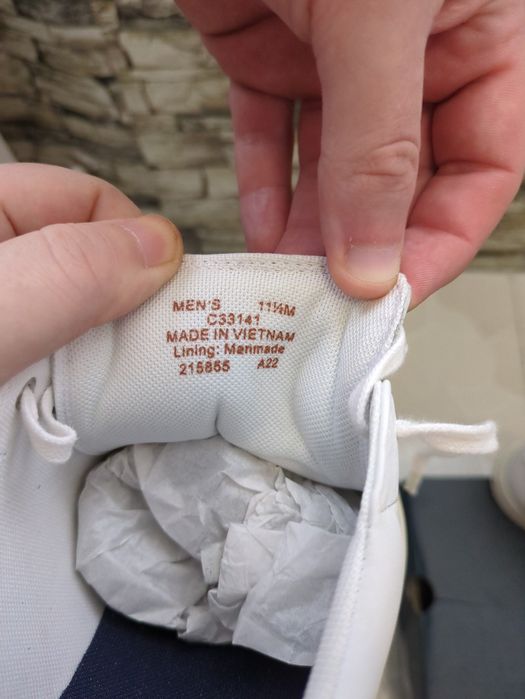 MEN'S 11½M
C33141
MADE IN VIETNAM
Lining: Manmade
215855 A22